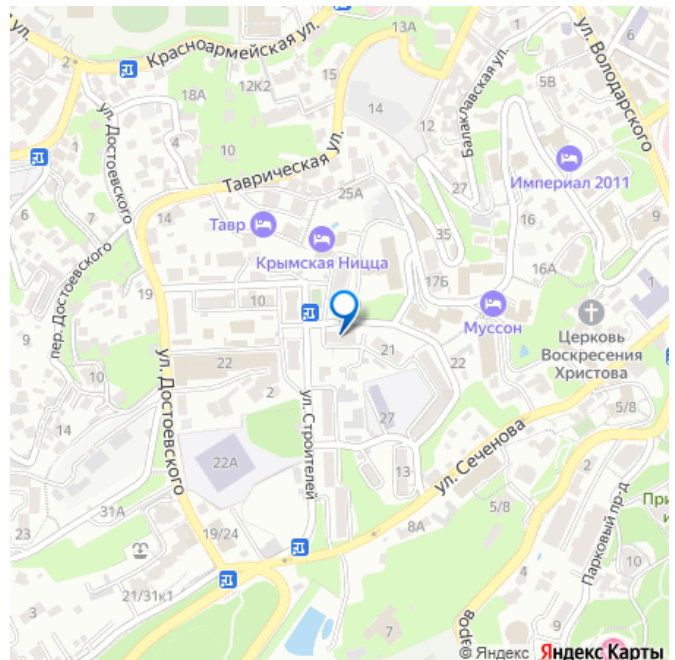 ул.
Красноармейская ул.
13А
ул. Володарского
6
2
15
12К2
18А
14
5В
Балаклавская ул.
1
ул. Достоевского
4
10
12
Таврическая ул.
27
Империал 2011
6
7
14
25А
16
9
Тавр
35
Крымская Ницца
17Б
16А
1
пер. Достоевского
19
10
Муссон
Церковь
Воскресения
Христова
ул. Достоевского
22
21
22
10
2
5/8
14
ул. Строителей
27
22А
13
ул. Сеченова
2
31А
5/8
При
и
23
19/24
8А
Парковый пр-д
10
21/31к1
3
7
9
© Яндекс Яндекс Карты